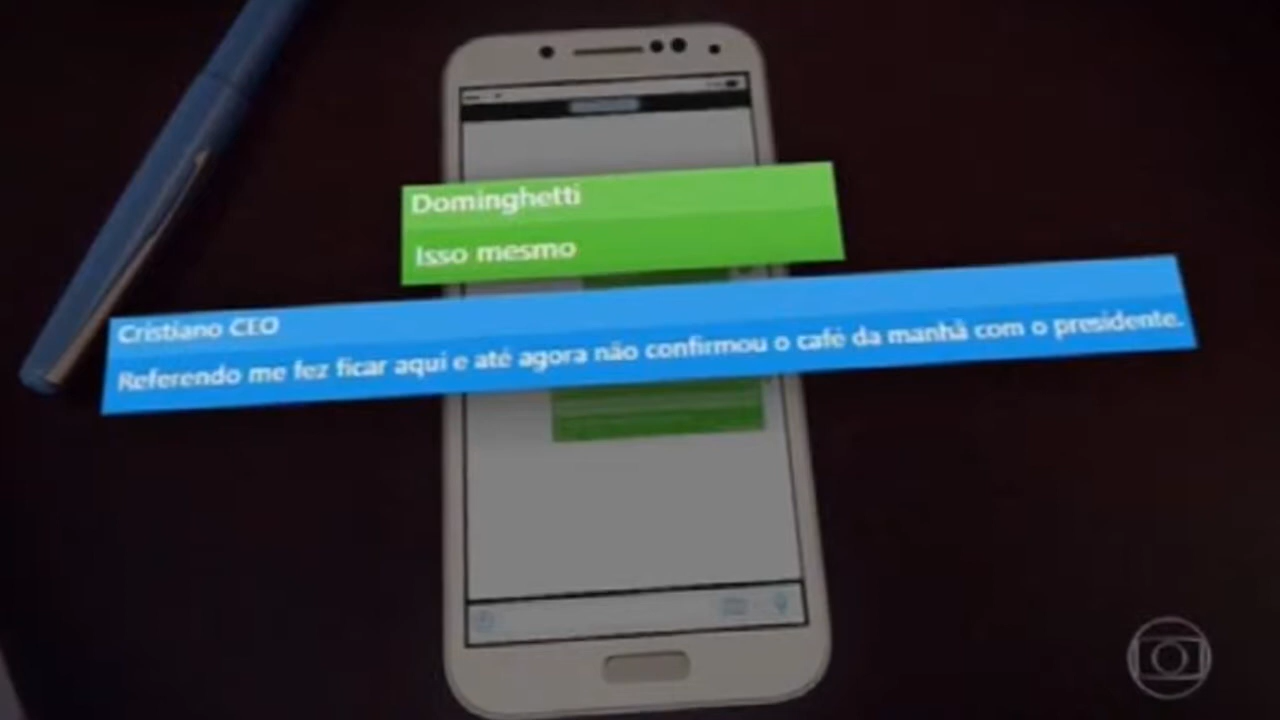 Dominghetti
Isso mesmo
Cristiano CEO
Referendo me fez ficar aqui e até agora não confirmou o café da manhã com o presidente.